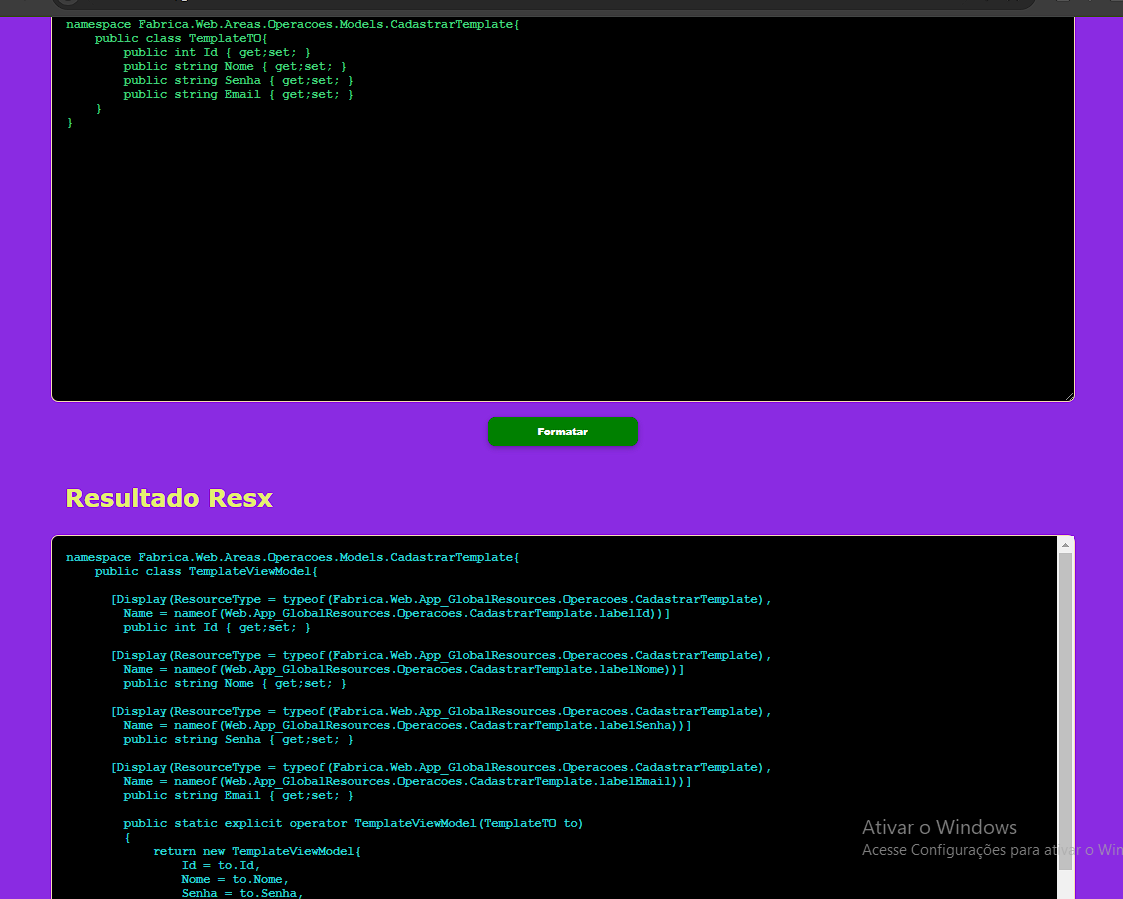 namespace Fabrica.Web.Areas.Operacoes.Models.CadastrarTemplate{
    public class TemplateTO{
        public int Id { get;set; }
        public string Nome { get;set; }
        public string Senha { get;set; }
        public string Email { get;set; }
    }
}
Formatar
Resultado Resx
namespace Fabrica.Web.Areas.Operacoes.Models.CadastrarTemplate{
    public class TemplateViewModel{
      [Display(ResourceType = typeof(Fabrica.Web.App_GlobalResources.Operacoes.CadastrarTemplate),
        Name = nameof(Web.App_GlobalResources.Operacoes.CadastrarTemplate.labelId))]
        public int Id { get;set; }
      [Display(ResourceType = typeof(Fabrica.Web.App_GlobalResources.Operacoes.CadastrarTemplate),
        Name = nameof(Web.App_GlobalResources.Operacoes.CadastrarTemplate.labelNome))]
        public string Nome { get;set; }
      [Display(ResourceType = typeof(Fabrica.Web.App_GlobalResources.Operacoes.CadastrarTemplate),
        Name = nameof(Web.App_GlobalResources.Operacoes.CadastrarTemplate.labelSenha))]
        public string Senha { get;set; }
      [Display(ResourceType = typeof(Fabrica.Web.App_GlobalResources.Operacoes.CadastrarTemplate),
        Name = nameof(Web.App_GlobalResources.Operacoes.CadastrarTemplate.labelEmail))]
        public string Email { get;set; }
        public static explicit operator TemplateViewModel(TemplateTO to)
        {
            return new TemplateViewModel{
                Id = to.Id,
                Nome = to.Nome,
                Senha = to.Senha,
Ativar o Windows
Acesse Configurações para ativar o Win